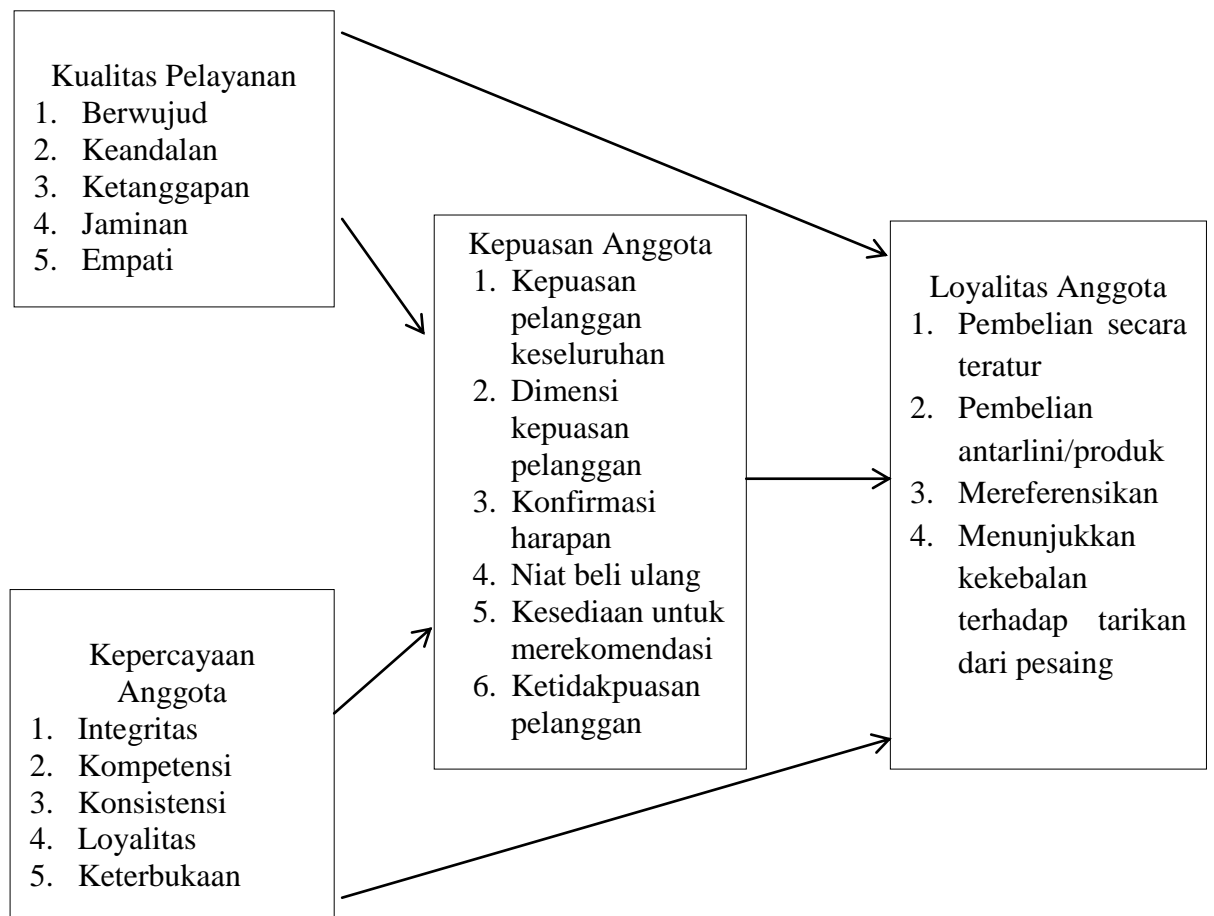 Kualitas Pelayanan
1. Berwujud
2. Keandalan
3. Ketanggapan
4. Jaminan
5. Empati
Kepuasan Anggota
1. Kepuasan
pelanggan
keseluruhan
2. Dimensi
kepuasan
pelanggan
3. Konfirmasi
harapan
4. Niat beli ulang
5. Kesediaan untuk
merekomendasi
6. Ketidakpuasan
pelanggan
Loyalitas Anggota
1. Pembelian secara
teratur
2. Pembelian
antarlini/produk
3. Mereferensikan
4. Menunjukkan
kekebalan
terhadap tarikan
dari pesaing
Kepercayaan
Anggota
1. Integritas
2. Kompetensi
3. Konsistensi
4. Loyalitas
5. Keterbukaan